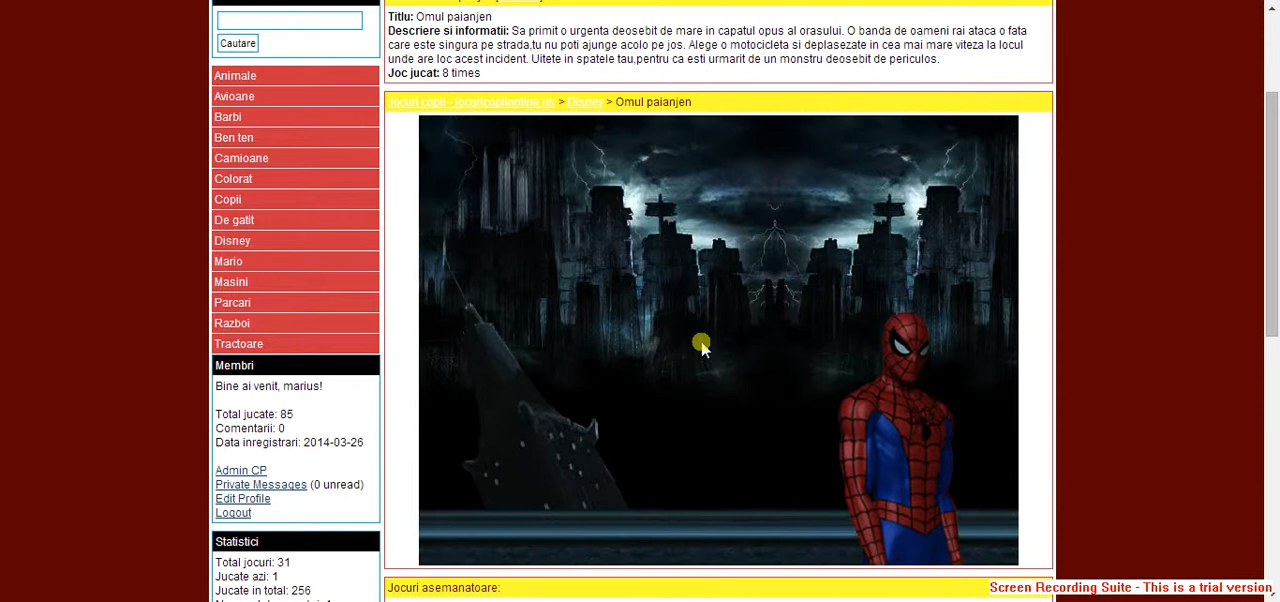 Cautare
Animale
Avioane
Barbi
Ben ten
Camioane
Colorat
Copii
De gatit
Disney
Mario
Masini
Parcari
Razboi
Tractoare
Membri
Bine ai venit, marius!
Total jucate: 85
Comentarii: 0
Data inregistrari: 2014-03-26
Admin CP
Private Messages (0 unread)
Edit Profile
Logout
Statistici
Total jocuri: 31
Jucate azi: 1
Jucate in total: 256
Titlu: Omul paianjen
Descriere si informatii: Sa primit o urgenta deosebit de mare in capatul opus al orasului. O banda de oameni rai ataca o fata
care este singura pe strada,tu nu poti ajunge acolo pe jos. Alege o motocicleta si deplasezate in cea mai mare viteza la locul
unde are loc acest incident. Uitete in spatele tau,pentru ca esti urmarit de un monstru deosebit de periculos.
Joc jucat: 8 times
Jocuri copii - jocuricopiionline.us > Disney > Omul paianjen
Jocuri asemanatoare:
Screen Recording Suite - This is a trial version